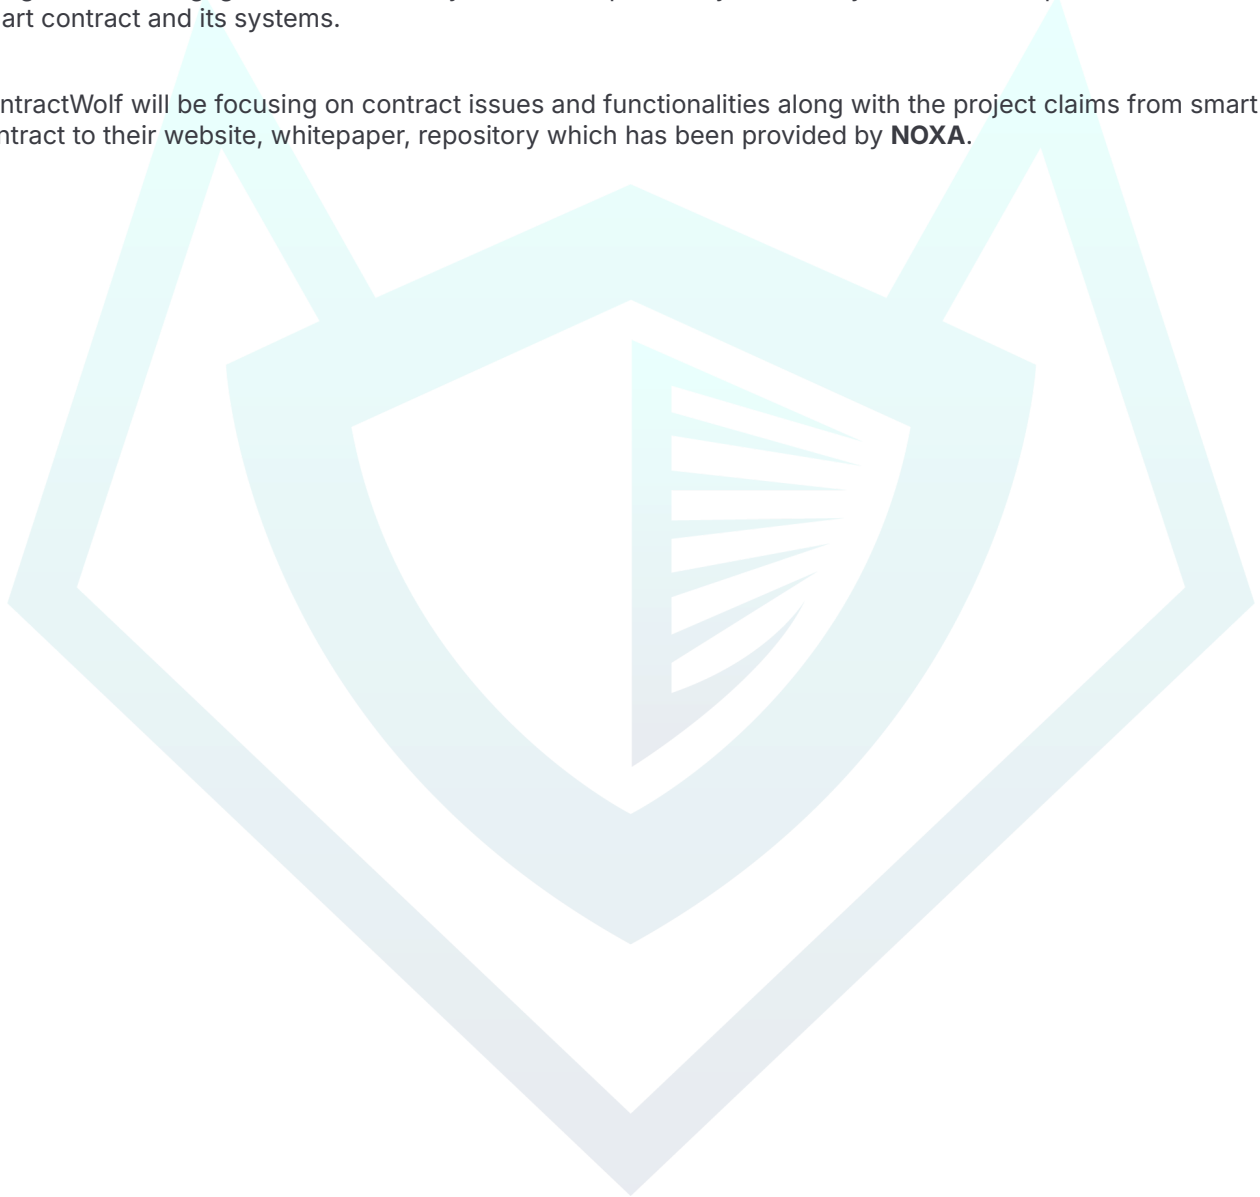 art contract and its systems.
ntractWolf will be focusing on contract issues and functionalities along with the project claims from smart
ntract to their website, whitepaper, repository which has been provided by NOXA.